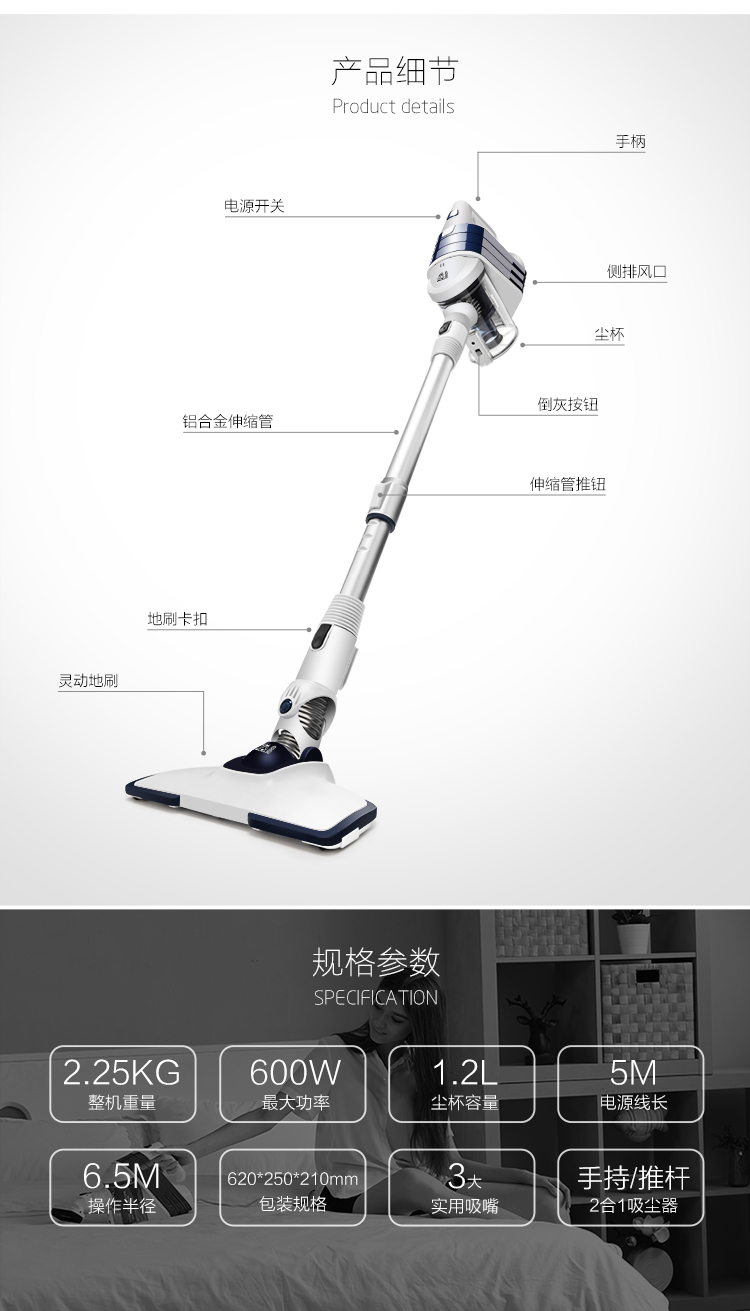 产品细节
Product details
手柄
电源开关
侧排风口
尘杯
倒灰按钮
铝合金伸缩管
伸缩管推钮
地刷卡扣
灵动地刷
规格参数
SPECIFICATION
2.25KG
整机重量
600W
最大功率
1.2L
尘杯容量
5M
电源线长
6.5M
操作半径
620*250*210mm
包装规格
3大
实用吸嘴
手持/推杆
2合1吸尘器